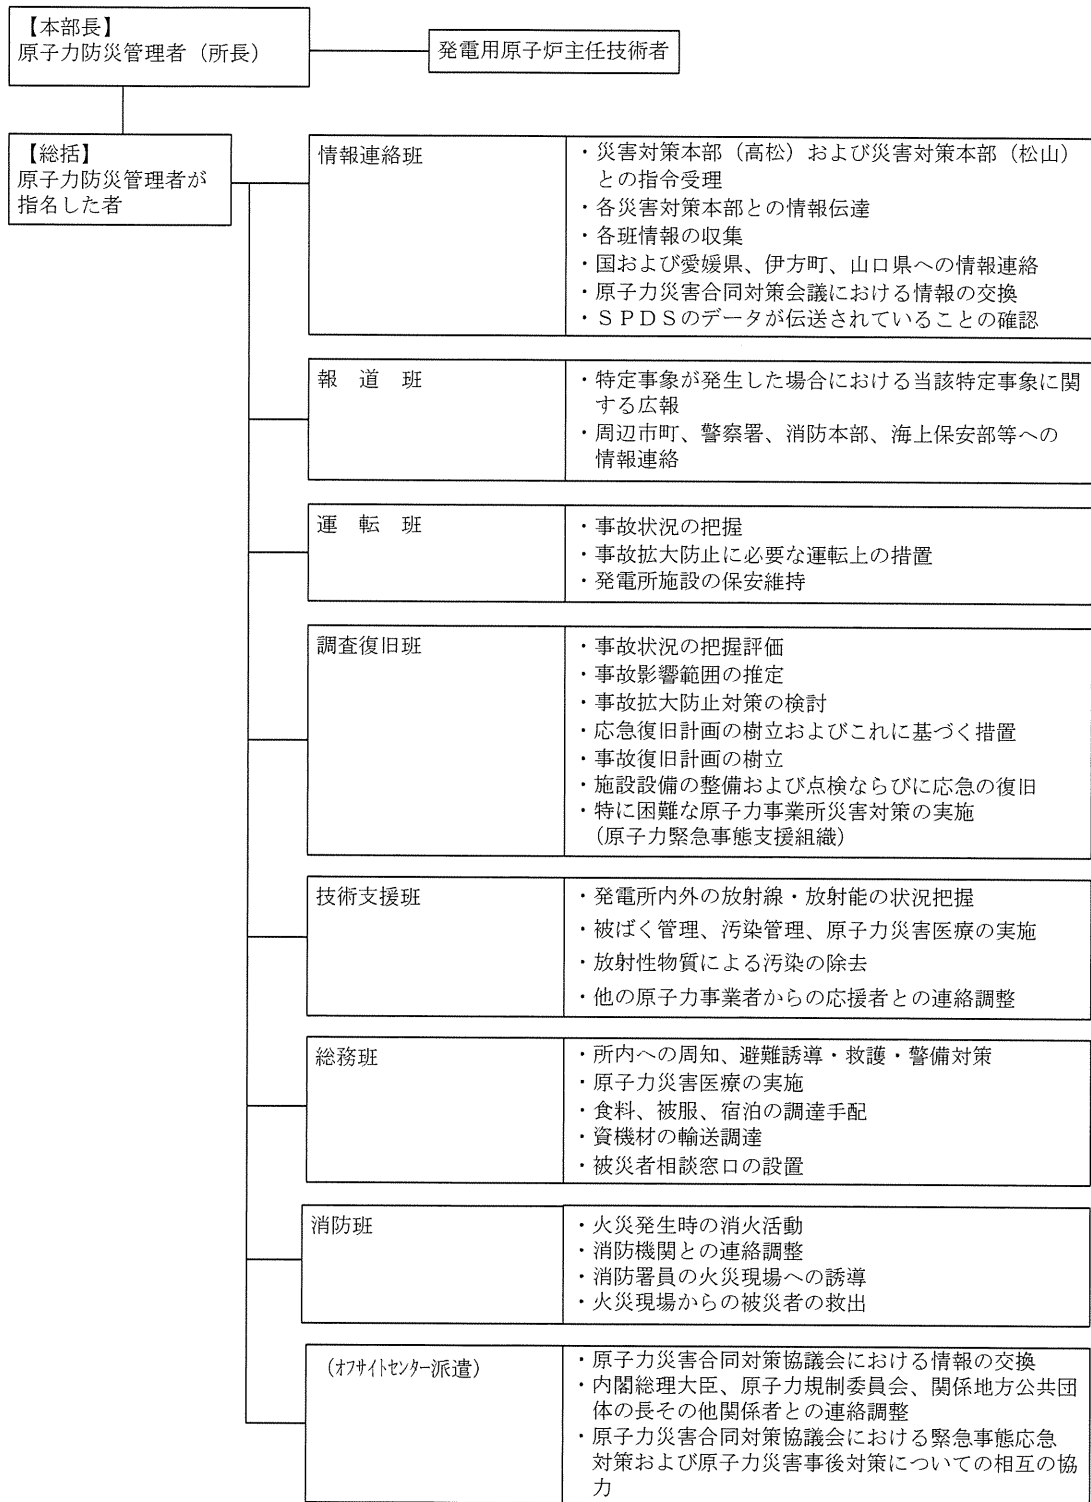 【本部長】
原子力防災管理者（所長）
発電用原子炉主任技術者
【総括】
原子力防災管理者が
指名した者
情報連絡班
・災害対策本部（高松）および災害対策本部（松山）
との指令受理
・各災害対策本部との情報伝達
・各班情報の収集
・国および愛媛県、伊方町、山口県への情報連絡
・原子力災害合同対策会議における情報の交換
・ＳＰＤＳのデータが伝送されていることの確認
報　道　班
・特定事象が発生した場合における当該特定事象に関
する広報
・周辺市町、警察署、消防本部、海上保安部等への
情報連絡
運　転　班
・事故状況の把握
・事故拡大防止に必要な運転上の措置
・発電所施設の保安維持
調査復旧班
・事故状況の把握評価
・事故影響範囲の推定
・事故拡大防止対策の検討
・応急復旧計画の樹立およびこれに基づく措置
・事故復旧計画の樹立
・施設設備の整備および点検ならびに応急の復旧
・特に困難な原子力事業所災害対策の実施
（原子力緊急事態支援組織）
技術支援班
・発電所内外の放射線・放射能の状況把握
・被ばく管理、汚染管理、原子力災害医療の実施
・放射性物質による汚染の除去
・他の原子力事業者からの応援者との連絡調整
総務班
・所内への周知、避難誘導・救護・警備対策
・原子力災害医療の実施
・食料、被服、宿泊の調達手配
・資機材の輸送調達
・被災者相談窓口の設置
消防班
・火災発生時の消火活動
・消防機関との連絡調整
・消防署員の火災現場への誘導
・火災現場からの被災者の救出
（ｵﾌｻｲﾄｾﾝﾀｰ派遣）
・原子力災害合同対策協議会における情報の交換
・内閣総理大臣、原子力規制委員会、関係地方公共団
体の長その他関係者との連絡調整
・原子力災害合同対策協議会における緊急事態応急
対策および原子力災害事後対策についての相互の協
力